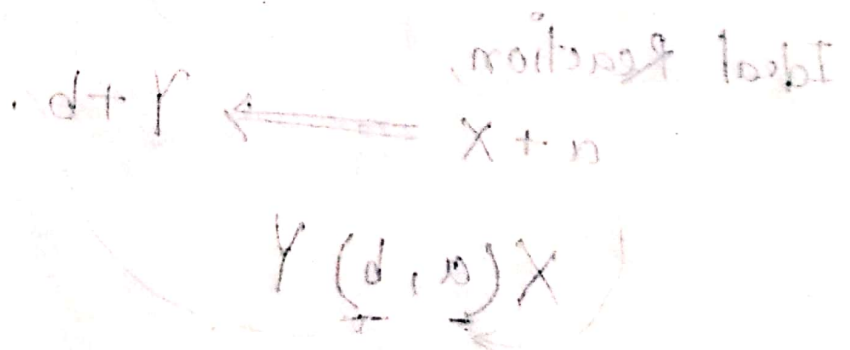 Ideal Reaction.
a + X ⟹ Y + b.
X(a, b)Y